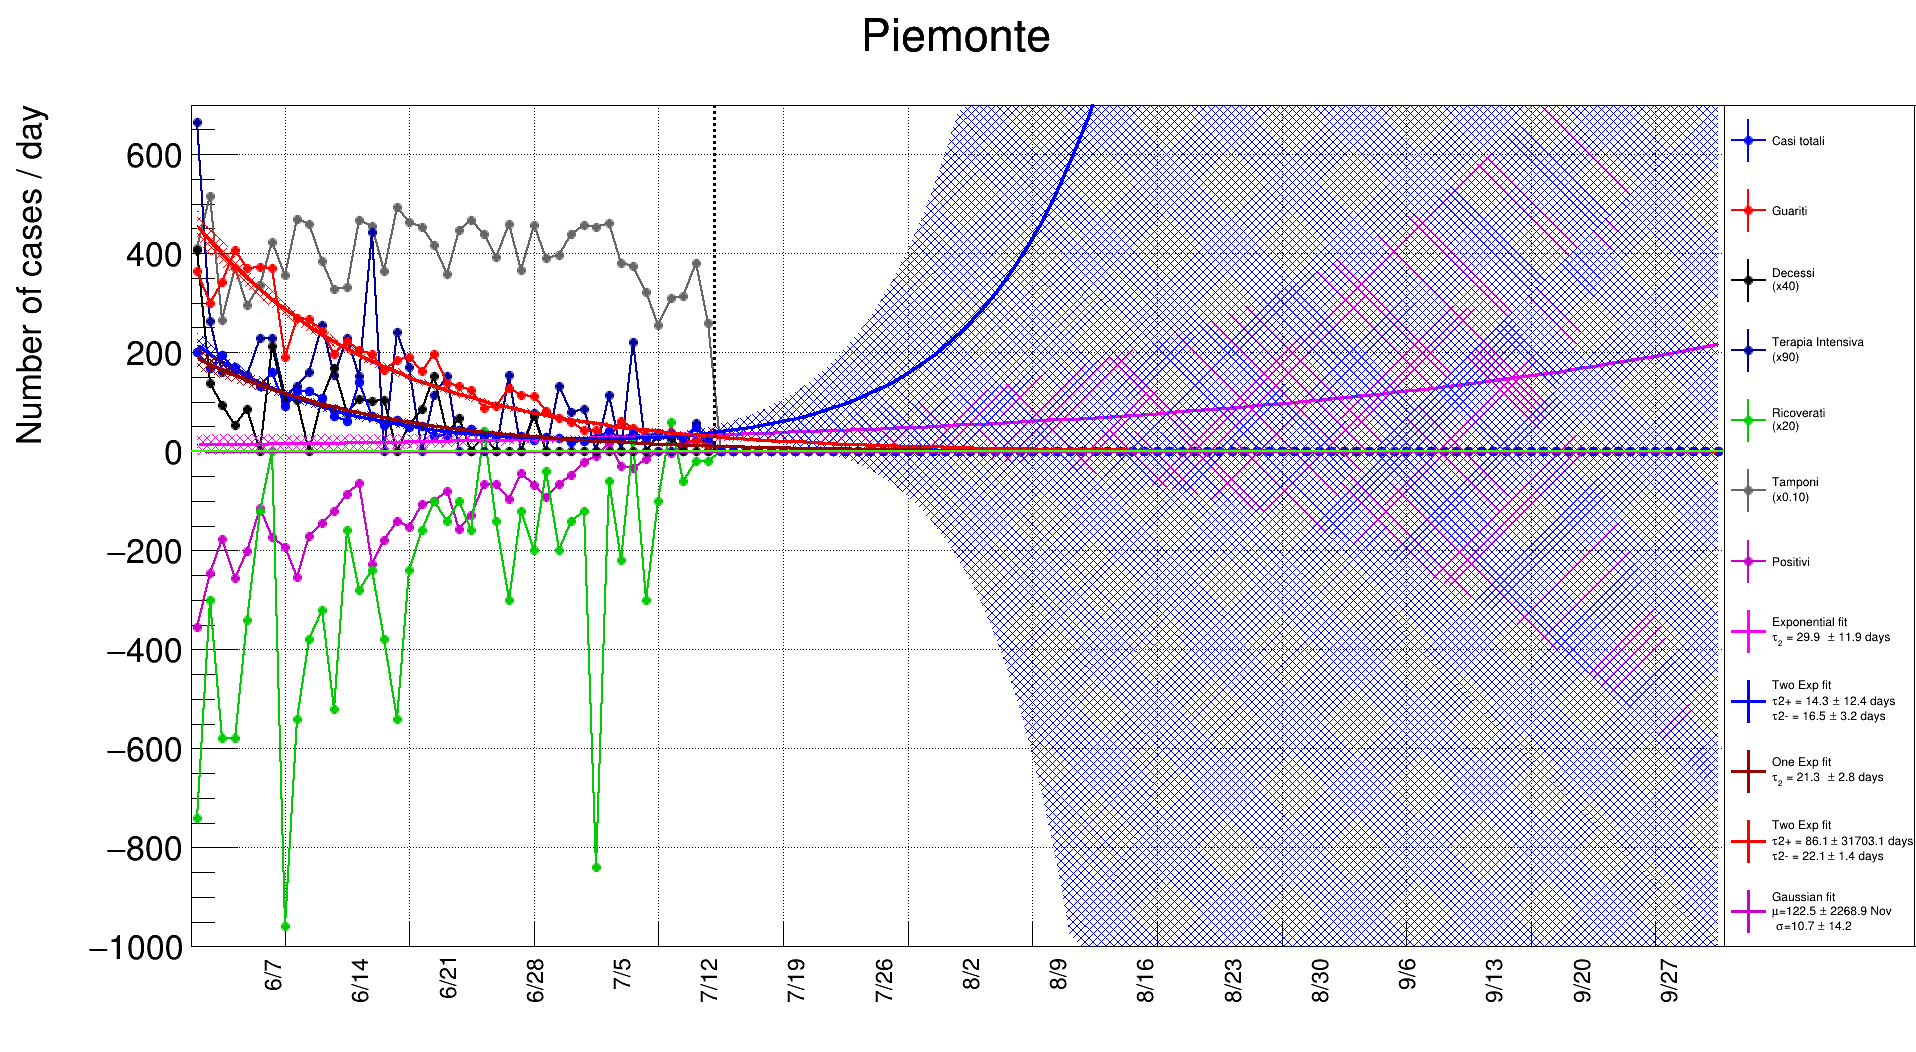 Piemonte
Number of cases / day
600
400
200
0
−200
−400
−600
−800
−1000
6/7
6/14
6/21
6/28
7/5
7/12
7/19
7/26
8/2
8/9
8/16
8/23
8/30
9/6
9/13
9/20
9/27
Casi totali
Guariti
Decessi
(x40)
Terapia Intensiva
(x90)
Ricoverati
(x20)
Tamponi
(x0.10)
Positivi
Exponential fit
τ2 = 29.9 ± 11.9 days
Two Exp fit
τ2+ = 14.3 ± 12.4 days
τ2- = 16.5 ± 3.2 days
One Exp fit
τ2 = 21.3 ± 2.8 days
Two Exp fit
τ2+ = 86.1 ± 31703.1 days
τ2- = 22.1 ± 1.4 days
Gaussian fit
μ=122.5 ± 2268.9 Nov
σ=10.7 ± 14.2